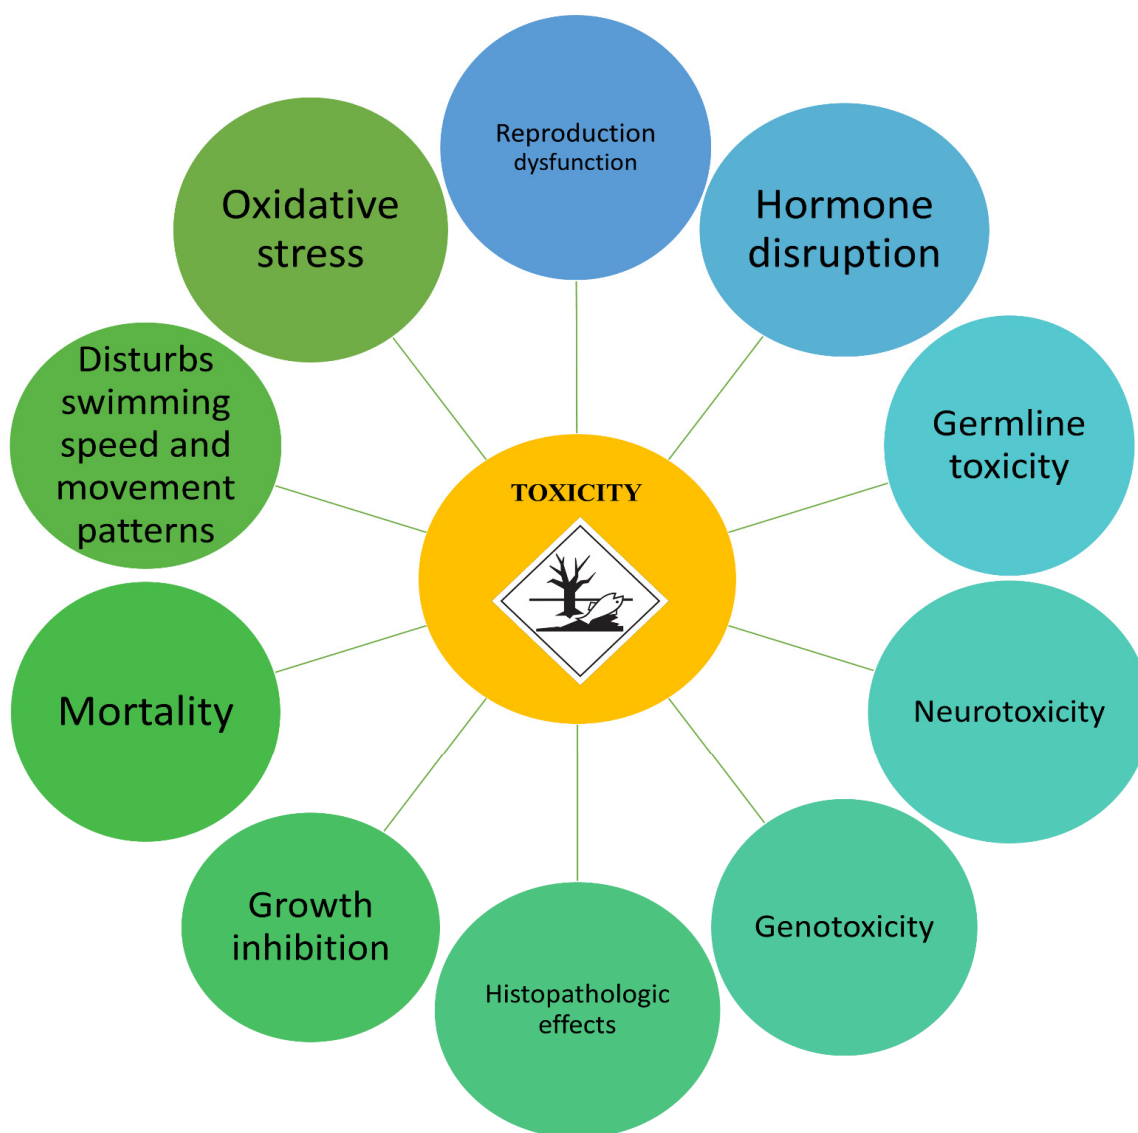 Reproduction
dysfunction
Hormone
disruption
Germline
toxicity
Neurotoxicity
Genotoxicity
Histopathologic
effects
Growth
inhibition
Mortality
Disturbs
swimming
speed and
movement
patterns
Oxidative
stress
TOXICITY